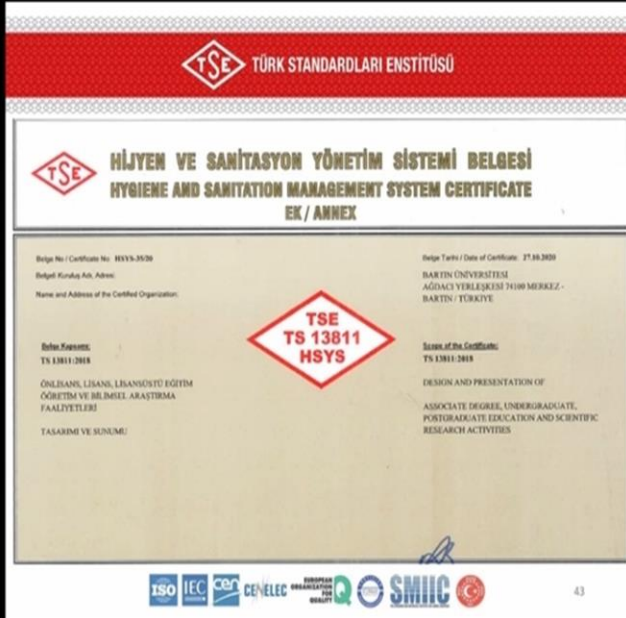 TSE TÜRK STANDARDLARI ENSTİTÜSÜ
TSE
HİJYEN VE SANİTASYON YÖNETİM SİSTEMİ BELGESİ
HYGIENE AND SANITATION MANAGEMENT SYSTEM CERTIFICATE
EK / ANNEX
Belge No / Certificate No: HSYS-35/20
Belgeli Kuruluş Adı, Adresi:
Name and Address of the Certified Organization:
Belge Tarihi / Date of Certificate: 27.10.2020
BARTIN ÜNİVERSİTESİ
AĞDACI YERLEŞKESİ 74100 MERKEZ -
BARTIN / TÜRKİYE
TSE
TS 13811
HSYS
Belge Kapsamı:
TS 13811:2018
ÖNLİSANS, LİSANS, LİSANSÜSTÜ EĞİTİM
ÖĞRETİM VE BİLİMSEL ARAŞTIRMA
FAALİYETLERİ
TASARIMI VE SUNUMU
Scope of the Certificate:
TS 13811:2018
DESIGN AND PRESENTATION OF
ASSOCIATE DEGREE, UNDERGRADUATE,
POSTGRADUATE EDUCATION AND SCIENTIFIC
RESEARCH ACTIVITIES
ISO IEC CEN CENELEC
EUROPEAN
ORGANIZATION
FOR
QUALITY
SMIIC
43